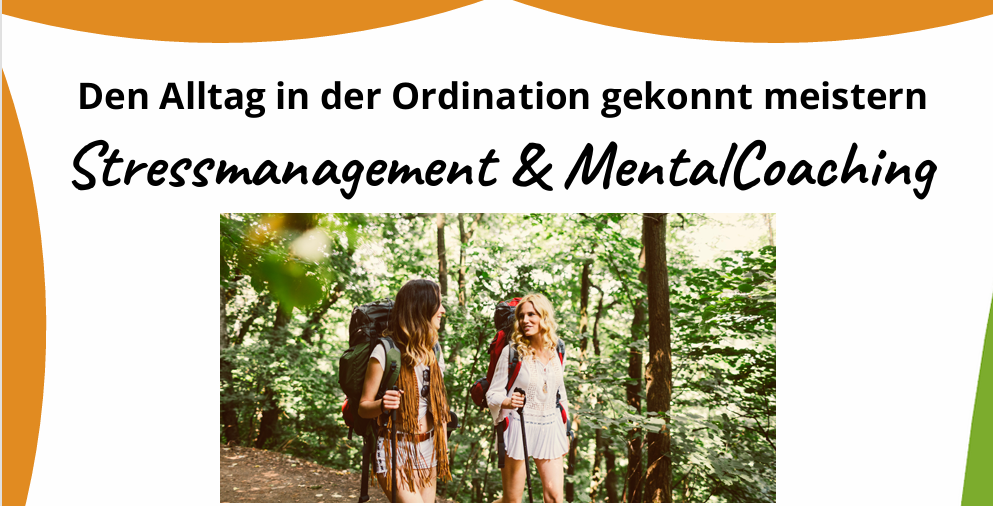 Den Alltag in der Ordination gekonnt meistern
Stressmanagement & MentalCoaching